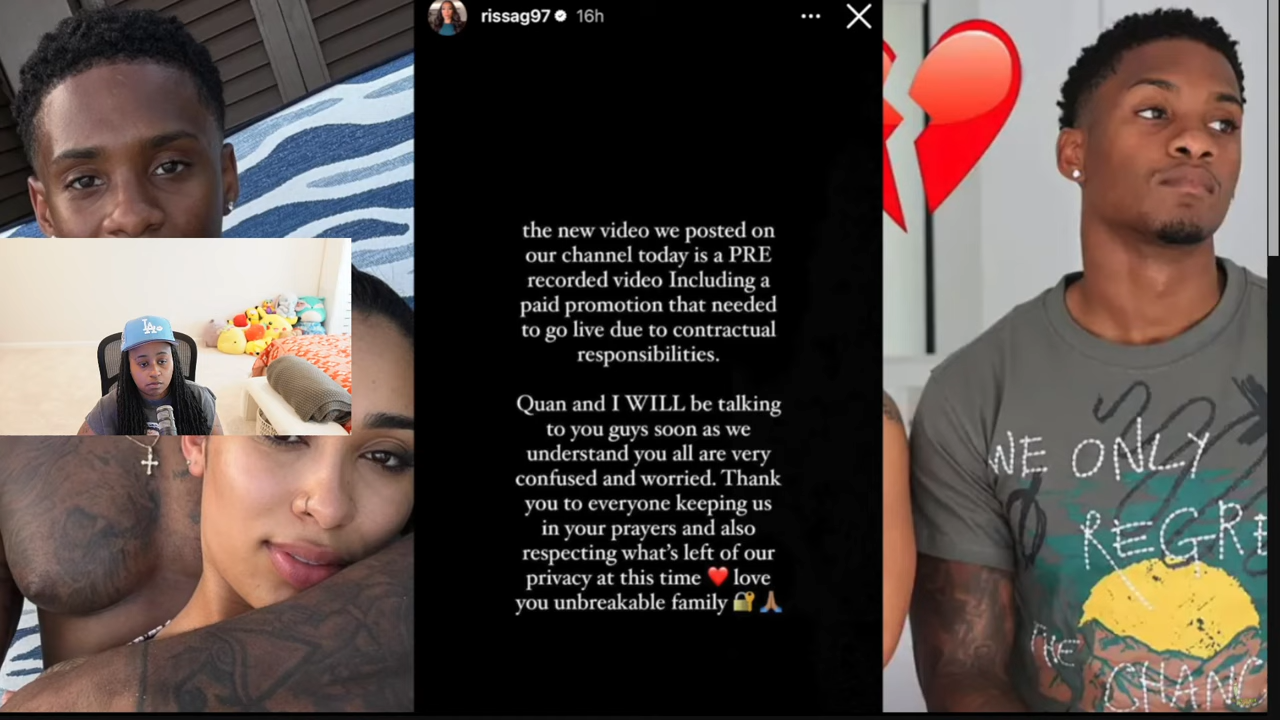 rissag97 16h
the new video we posted on
our channel today is a PRE
recorded video Including a
paid promotion that needed
to go live due to contractual
responsibilities.
Quan and I WILL be talking
to you guys soon as we
understand you all are very
confused and worried. Thank
you to everyone keeping us
in your prayers and also
respecting what's left of our
privacy at this time ❤️ love
you unbreakable family 🔐 🙏🏽
LA
WE ONLY
REGRE
THE
CHANC